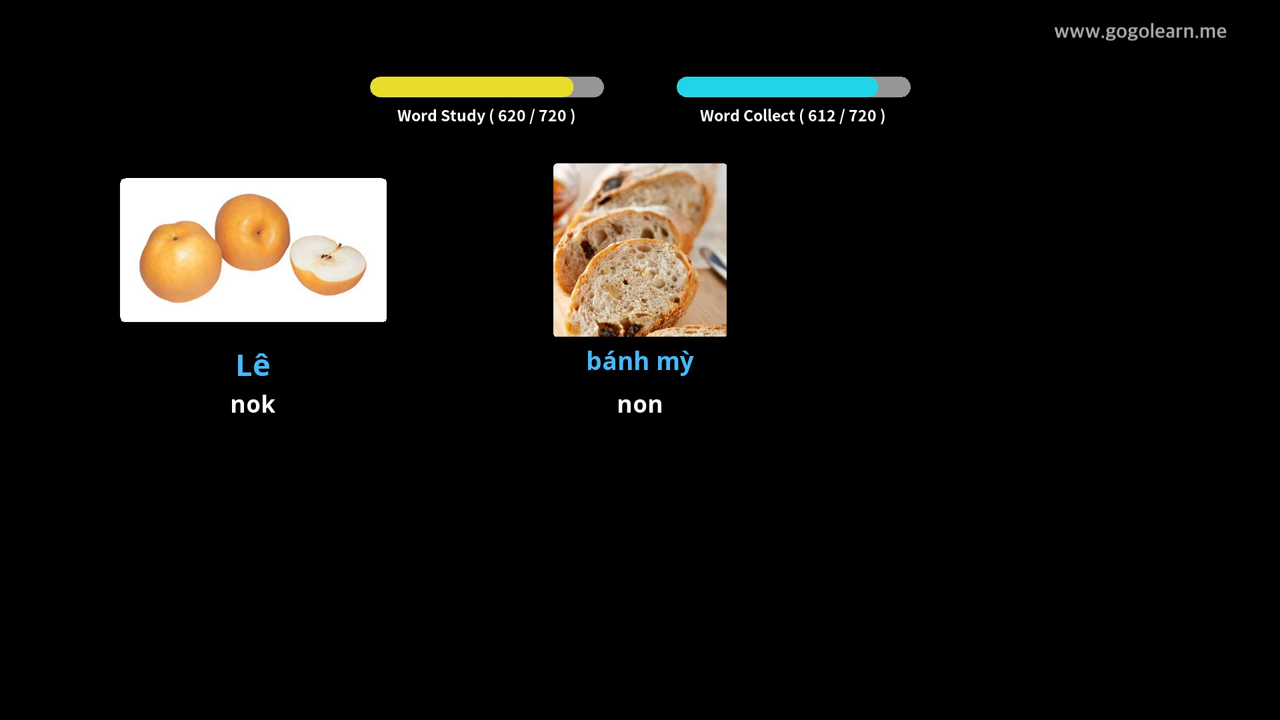 www.gogolearn.me
Word Study ( 620 / 720 )
Word Collect ( 612 / 720 )
Lê
nok
bánh mỳ
non